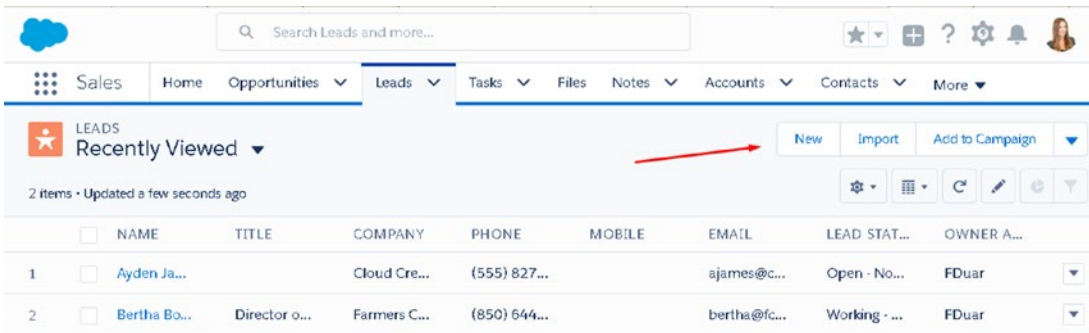 Search Leads and more...
Sales Home Opportunities Leads Tasks Files Notes Accounts Contacts More
LEADS
Recently Viewed
New Import Add to Campaign
2 items • Updated a few seconds ago
NAME TITLE COMPANY PHONE MOBILE EMAIL LEAD STAT... OWNER A...
1 Ayden Ja... Cloud Cre... (555) 827... ajames@c... Open - No... FDuar
2 Bertha Bo... Director o... Farmers C... (850) 644... bertha@fc... Working - ... FDuar